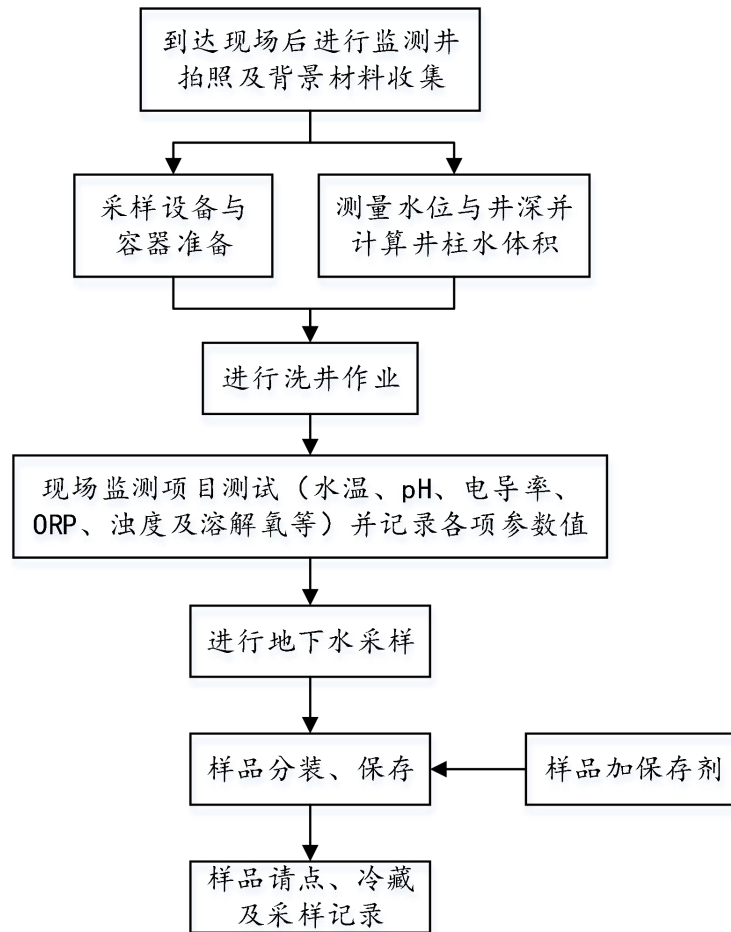 到达现场后进行监测井
拍照及背景材料收集
采样设备与
容器准备
测量水位与井深并
计算井柱水体积
进行洗井作业
现场监测项目测试（水温、pH、电导率、
ORP、浊度及溶解氧等）并记录各项参数值
进行地下水采样
样品分装、保存
样品加保存剂
样品请点、冷藏
及采样记录